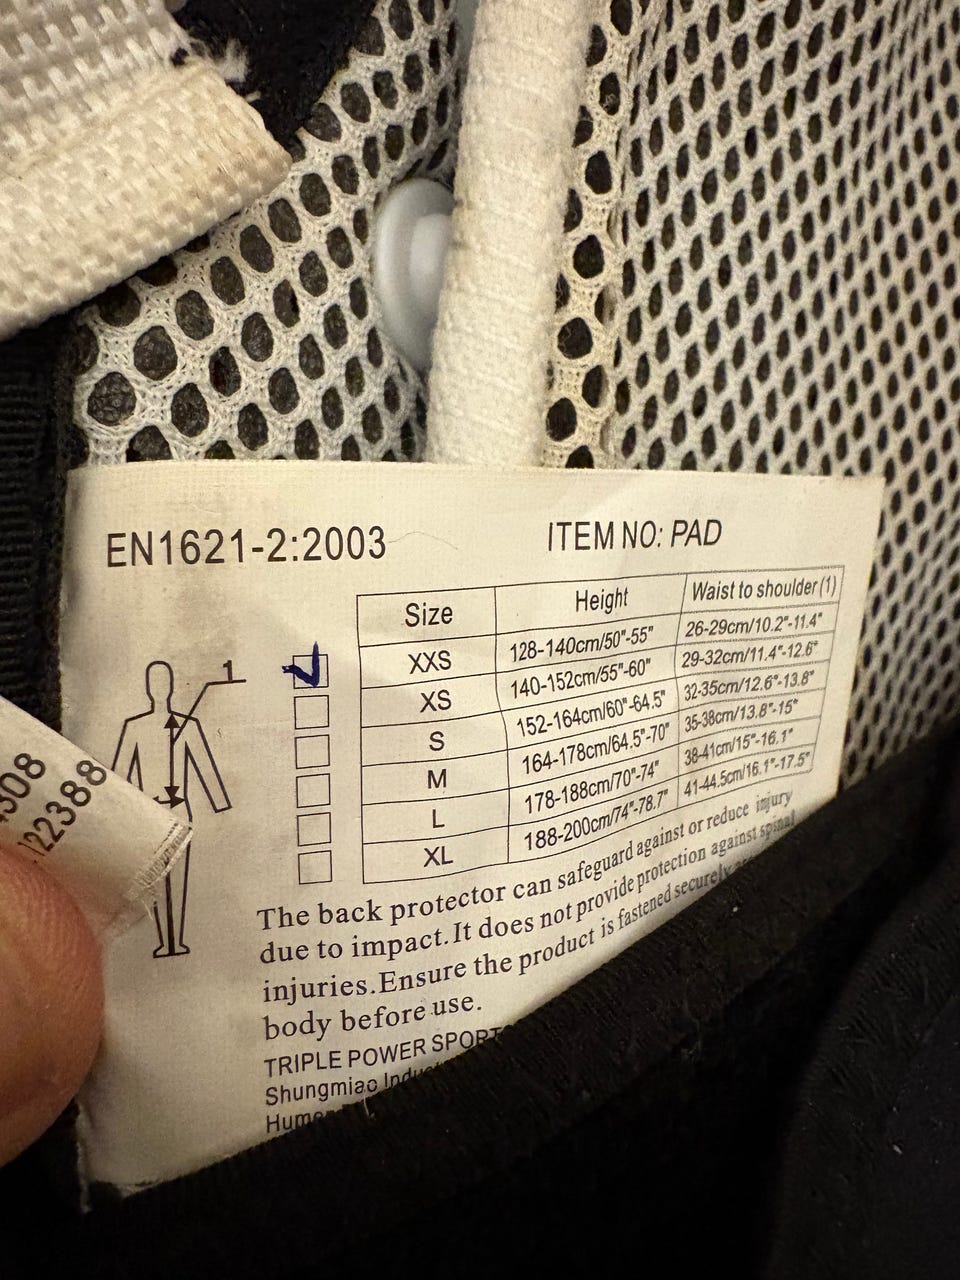 EN1621-2:2003 ITEM NO: PAD
Size Height Waist to shoulder (1)
XXS 128-140cm/50"-55" 26-29cm/10.2"-11.4"
XS 140-152cm/55"-60" 29-32cm/11.4"-12.6"
S 152-164cm/60"-64.5" 32-35cm/12.6"-13.8"
M 164-178cm/64.5"-70" 35-38cm/13.8"-15"
L 178-188cm/70"-74" 38-41cm/15"-16.1"
XL 188-200cm/74"-78.7" 41-44.5cm/16.1"-17.5"
1
308
122388
The back protector can safeguard against or reduce injury
due to impact.It does not provide protection against spinal
injuries.Ensure the product is fastened securely
body before use.
TRIPLE POWER SPORT
Shungmiao